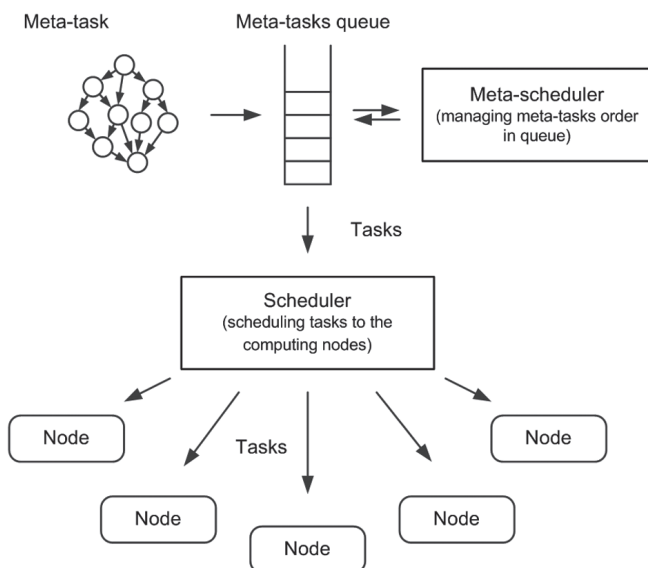 Meta-task
Meta-tasks queue
Meta-scheduler
(managing meta-tasks order
in queue)
Tasks
Scheduler
(scheduling tasks to the
computing nodes)
Node
Tasks
Node
Node
Node
Node